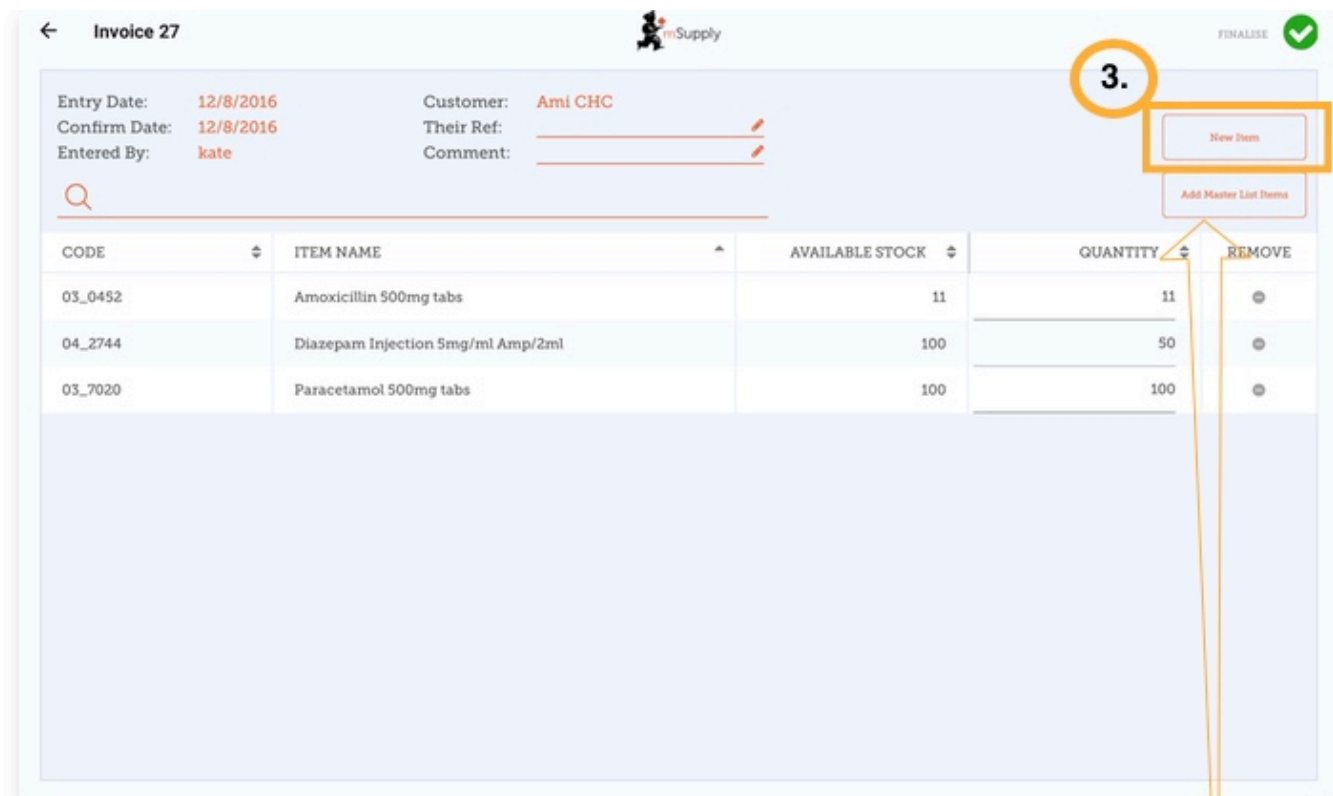 Invoice 27
mSupply
FINALISE
3.
Entry Date: 12/8/2016 Customer: Ami CHC
Confirm Date: 12/8/2016 Their Ref:
Entered By: kate Comment:
New Item
Add Master List Items
CODE ITEM NAME AVAILABLE STOCK QUANTITY REMOVE
03_0452 Amoxicillin 500mg tabs 11 11
04_2744 Diazepam Injection 5mg/ml Amp/2ml 100 50
03_7020 Paracetamol 500mg tabs 100 100